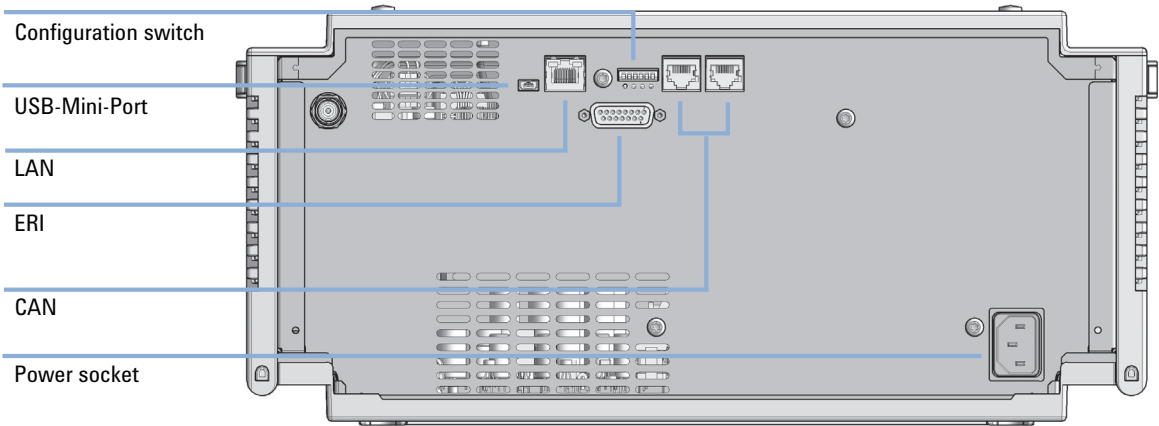 Configuration switch
USB-Mini-Port
LAN
ERI
CAN
Power socket